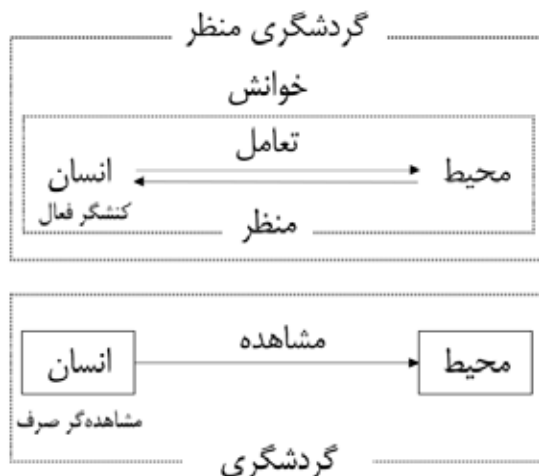 گردشگری منظر
خوانش
تعامل
انسان محیط
کنشگر فعال
منظر
مشاهده
انسان محیط
مشاهده‌گر صرف
گردشگری